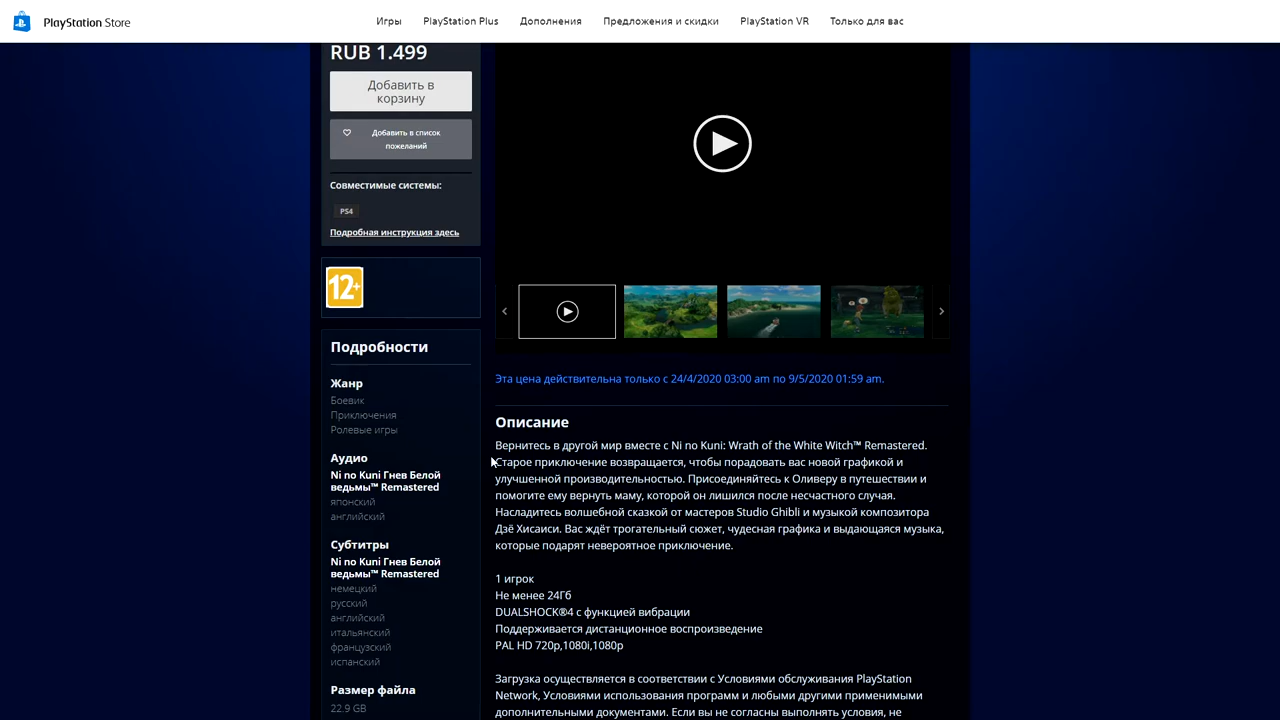 PlayStation Store
Игры
PlayStation Plus
Дополнения
Предложения и скидки
PlayStation VR
Только для вас
RUB 1.499
Добавить в
корзину
Добавить в список
пожеланий
Совместимые системы:
PS4
Подробная инструкция здесь
12+
Подробности
Жанр
Боевик
Приключения
Ролевые игры
Аудио
Ni no Kuni Гнев Белой
ведьмы™ Remastered
японский
английский
Субтитры
Ni no Kuni Гнев Белой
ведьмы™ Remastered
немецкий
русский
английский
итальянский
французский
испанский
Размер файла
22.9 GB
Эта цена действительна только с 24/4/2020 03:00 am по 9/5/2020 01:59 am.
Описание
Вернитесь в другой мир вместе с Ni no Kuni: Wrath of the White Witch™ Remastered.
Старое приключение возвращается, чтобы порадовать вас новой графикой и
улучшенной производительностью. Присоединяйтесь к Оливеру в путешествии и
помогите ему вернуть маму, которой он лишился после несчастного случая.
Насладитесь волшебной сказкой от мастеров Studio Ghibli и музыкой композитора
Дзё Хисаиси. Вас ждёт трогательный сюжет, чудесная графика и выдающаяся музыка,
которые подарят невероятное приключение.
1 игрок
Не менее 24Гб
DUALSHOCK®4 с функцией вибрации
Поддерживается дистанционное воспроизведение
PAL HD 720p,1080i,1080p
Загрузка осуществляется в соответствии с Условиями обслуживания PlayStation
Network, Условиями использования программ и любыми другими применимыми
дополнительными документами. Если вы не согласны выполнять условия, не